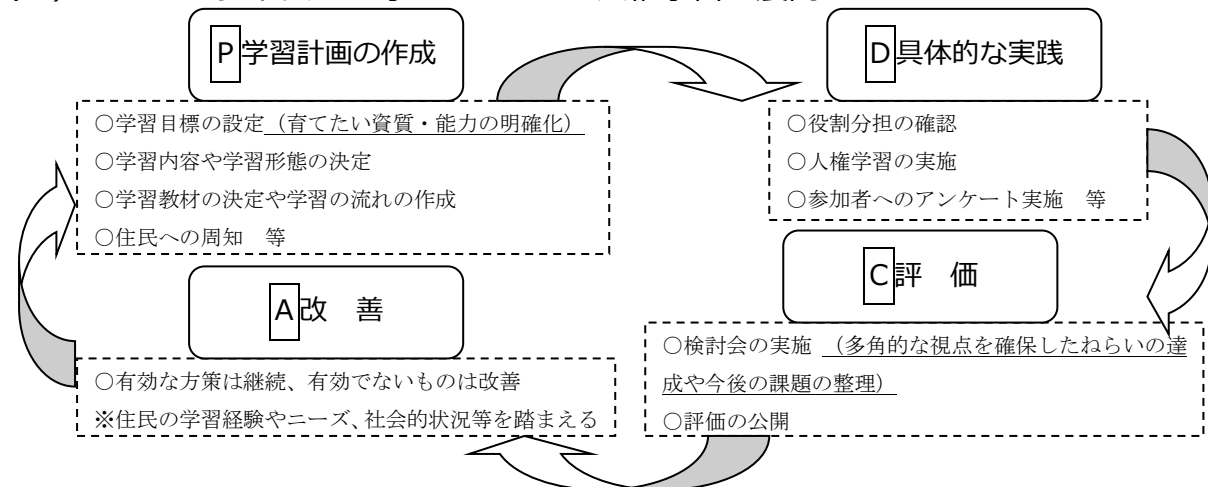 P学習計画の作成
○学習目標の設定（育てたい資質・能力の明確化）
○学習内容や学習形態の決定
○学習教材の決定や学習の流れの作成
○住民への周知　等
D具体的な実践
○役割分担の確認
○人権学習の実施
○参加者へのアンケート実施　等
C評　価
○検討会の実施　（多角的な視点を確保したねらいの達
成や今後の課題の整理）
○評価の公開
A改　善
○有効な方策は継続、有効でないものは改善
※住民の学習経験やニーズ、社会的状況等を踏まえる